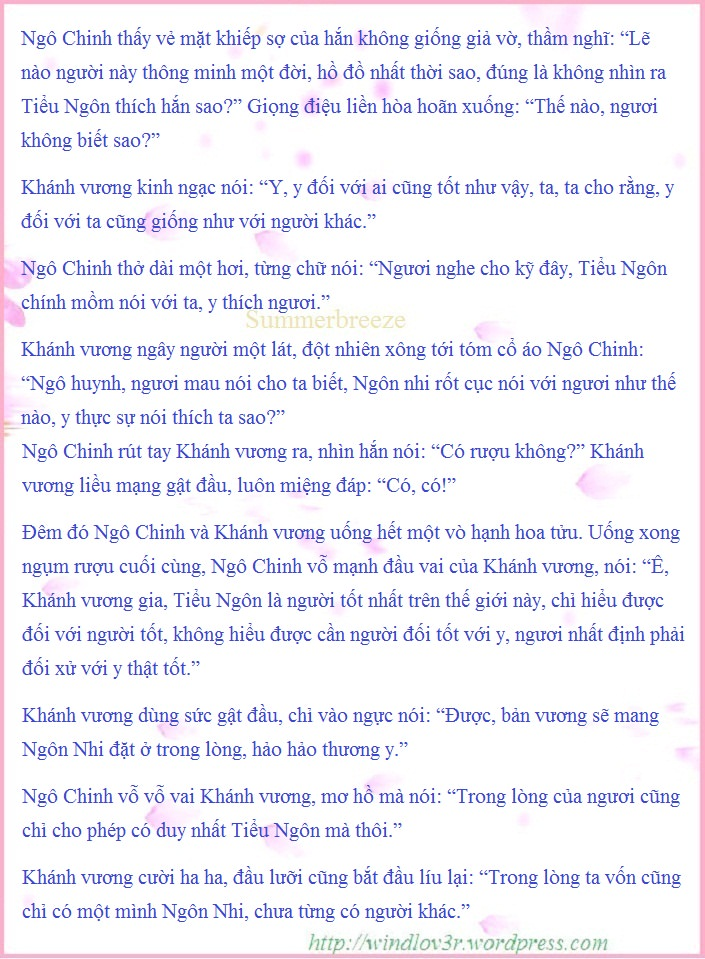 Ngô Chinh thấy vẻ mặt khiếp sợ của hắn không giống giả vờ, thầm nghĩ: “Lẽ
nào người này thông minh một đời, hồ đồ nhất thời sao, đúng là không nhìn ra
Tiểu Ngôn thích hắn sao?” Giọng điệu liền hòa hoãn xuống: “Thế nào, ngươi
không biết sao?”
Khánh vương kinh ngạc nói: “Y, y đối với ai cũng tốt như vậy, ta, ta cho rằng, y
đối với ta cũng giống như với người khác.”
Ngô Chinh thở dài một hơi, từng chữ nói: “Ngươi nghe cho kỹ đây, Tiểu Ngôn
chính mồm nói với ta, y thích ngươi.”
Summerbreeze
Khánh vương ngây người một lát, đột nhiên xông tới tóm cổ áo Ngô Chinh:
“Ngô huynh, ngươi mau nói cho ta biết, Ngôn nhi rốt cục nói với ngươi như thế
nào, y thực sự nói thích ta sao?”
Ngô Chinh rút tay Khánh vương ra, nhìn hắn nói: “Có rượu không?” Khánh
vương liều mạng gật đầu, luôn miệng đáp: “Có, có!”
Đêm đó Ngô Chinh và Khánh vương uống hết một vò hạnh hoa tửu. Uống xong
ngụm rượu cuối cùng, Ngô Chinh vỗ mạnh đầu vai của Khánh vương, nói: “Ê,
Khánh vương gia, Tiểu Ngôn là người tốt nhất trên thế giới này, chỉ hiểu được
đối với người tốt, không hiểu được cần người đối tốt với y, ngươi nhất định phải
đối xử với y thật tốt.”
Khánh vương dùng sức gật đầu, chỉ vào ngực nói: “Được, bản vương sẽ mang
Ngôn Nhi đặt ở trong lòng, hảo hảo thương y.”
Ngô Chinh vỗ vỗ vai Khánh vương, mơ hồ mà nói: “Trong lòng của ngươi cũng
chỉ cho phép có duy nhất Tiểu Ngôn mà thôi.”
Khánh vương cười ha ha, đầu lưỡi cũng bắt đầu líu lại: “Trong lòng ta vốn cũng
chỉ có một mình Ngôn Nhi, chưa từng có người khác.”
http://windlov3r.wordpress.com